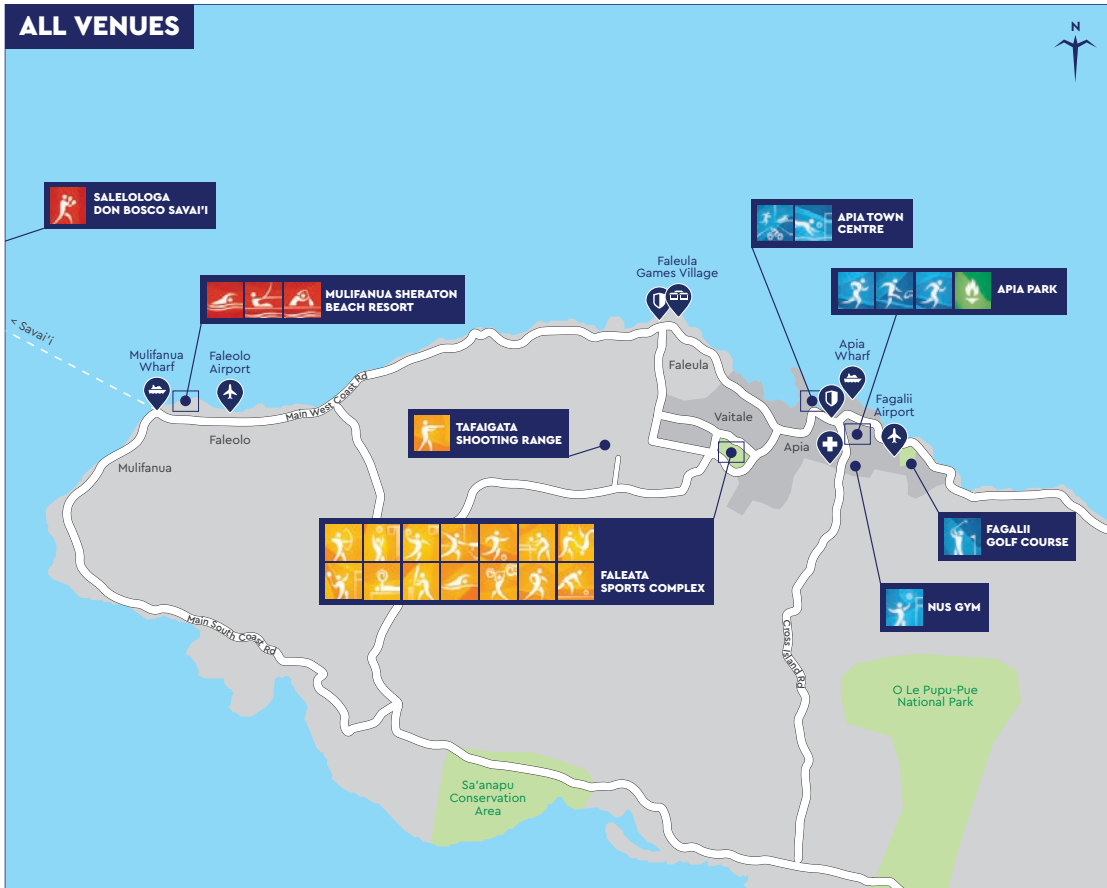 ALL VENUES
N
SALELOLOGA
DON BOSCO SAVAI'I
APIA TOWN
CENTRE
Faleula
Games Village
MULIFANUA SHERATON
BEACH RESORT
APIA PARK
< Savai'i
Mulifanua
Wharf
Faleolo
Airport
Apia
Wharf
Faleula
Main West Coast Rd
Fagalii
Airport
TAFAIGATA
SHOOTING RANGE
Vaitale
Faleolo
Apia
Mulifanua
FAGALII
GOLF COURSE
FALEATA
SPORTS COMPLEX
NUS GYM
Main South Coast Rd
Cross Island Rd
O Le Pupu-Pue
National Park
Sa'anapu
Conservation
Area